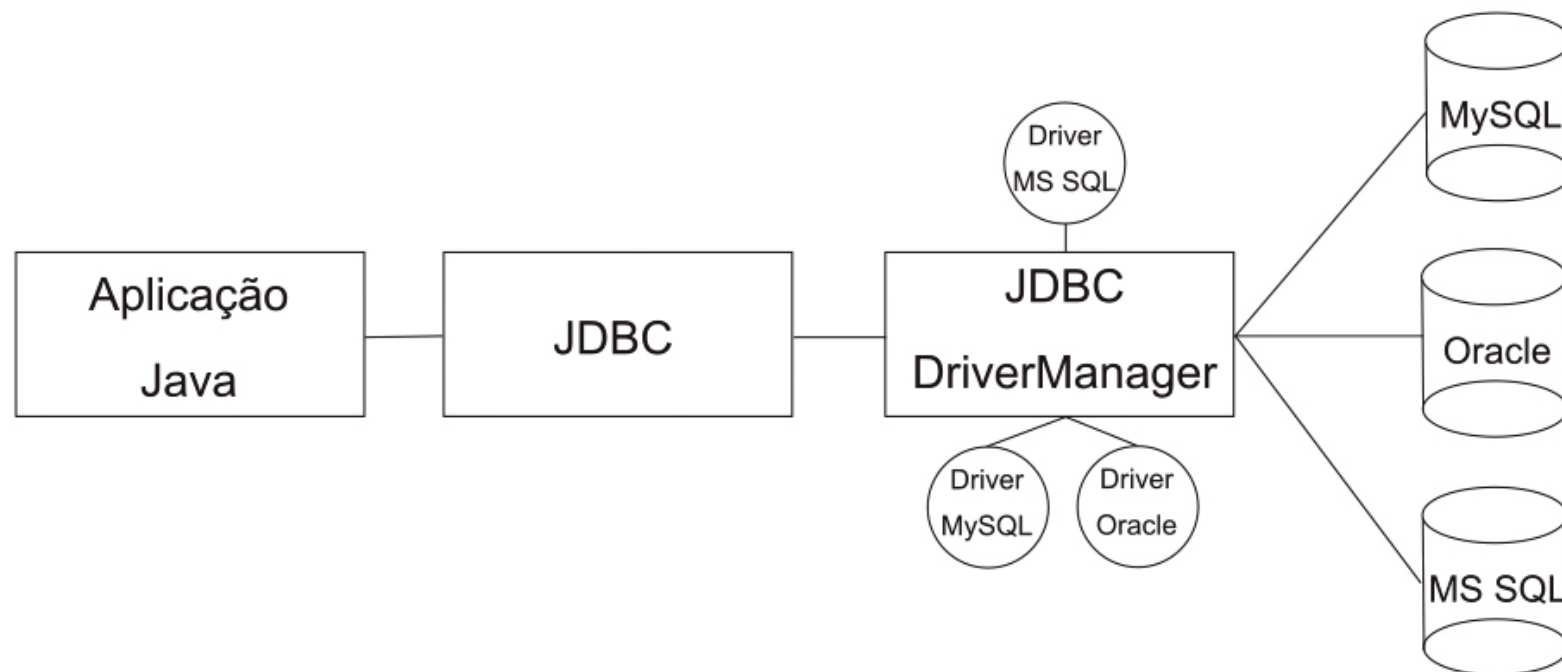 Aplicação
Java
JDBC
Driver
MS SQL
JDBC
DriverManager
Driver
MySQL
Driver
Oracle
MySQL
Oracle
MS SQL